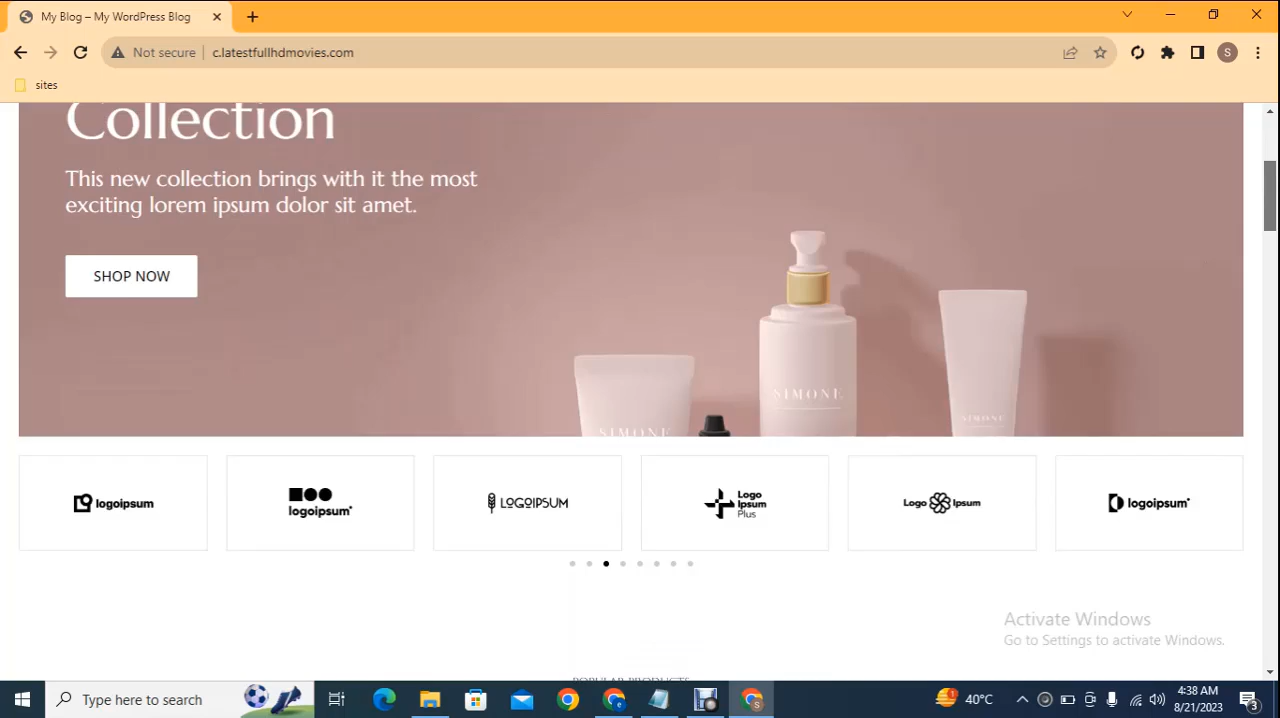 My Blog – My WordPress Blog
Not secure
c.latestfullhdmovies.com
S
sites
Collection
This new collection brings with it the most
exciting lorem ipsum dolor sit amet.
SHOP NOW
SIMONE
SIMONE
SIMONE
logoipsum
logoipsum®
LOGOIPSUM
Logo
Ipsum
Plus
Logo Ipsum
logoipsum®
Activate Windows
Go to Settings to activate Windows.
POPULAR PRODUCTS
Type here to search
40°C
4:38 AM
8/21/2023
3